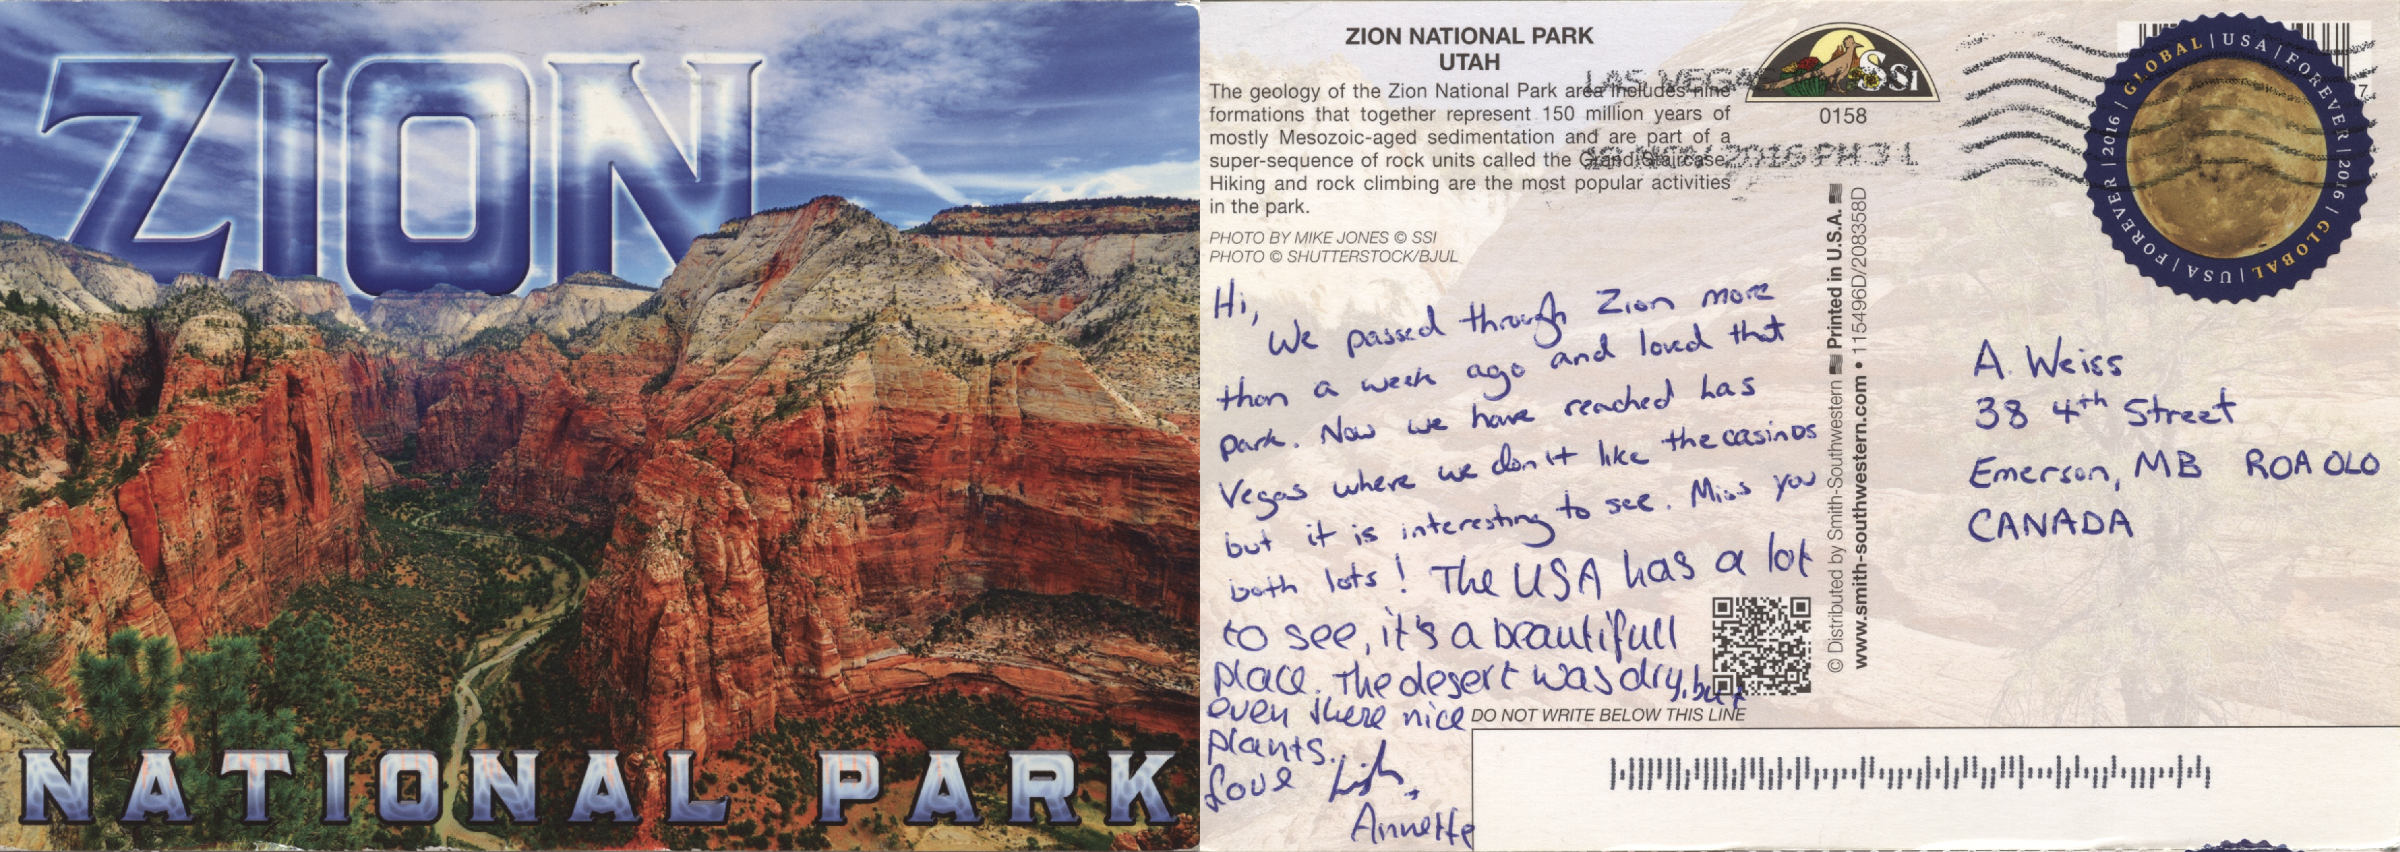 ZION
NATIONAL PARK
ZION NATIONAL PARK
UTAH
The geology of the Zion National Park area includes nine
formations that together represent 150 million years of
mostly Mesozoic-aged sedimentation and are part of a
super-sequence of rock units called the Grand Staircase.
Hiking and rock climbing are the most popular activities
in the park.
PHOTO BY MIKE JONES © SSI
PHOTO © SHUTTERSTOCK/BJUL
Hi,
We passed through Zion more
than a week ago and loved that
park. Now we have reached Las
Vegas where we don't like the casinos
but it is interesting to see. Miss you
both lots! The USA has a lot
to see, it's a beautifull
place. The desert was dry, but
even there nice
plants.
Love
Annette
DO NOT WRITE BELOW THIS LINE
SSI
0158
LAS VEGAS
2016 PM 3 L
© Distributed by Smith-Southwestern Printed in U.S.A.
www.smith-southwestern.com • 115496D/208358D
GLOBAL | USA | FOREVER | 2016 | GLOBAL | USA | FOREVER | 2016 |
7
A. Weiss
38 4th Street
Emerson, MB R0A 0L0
CANADA